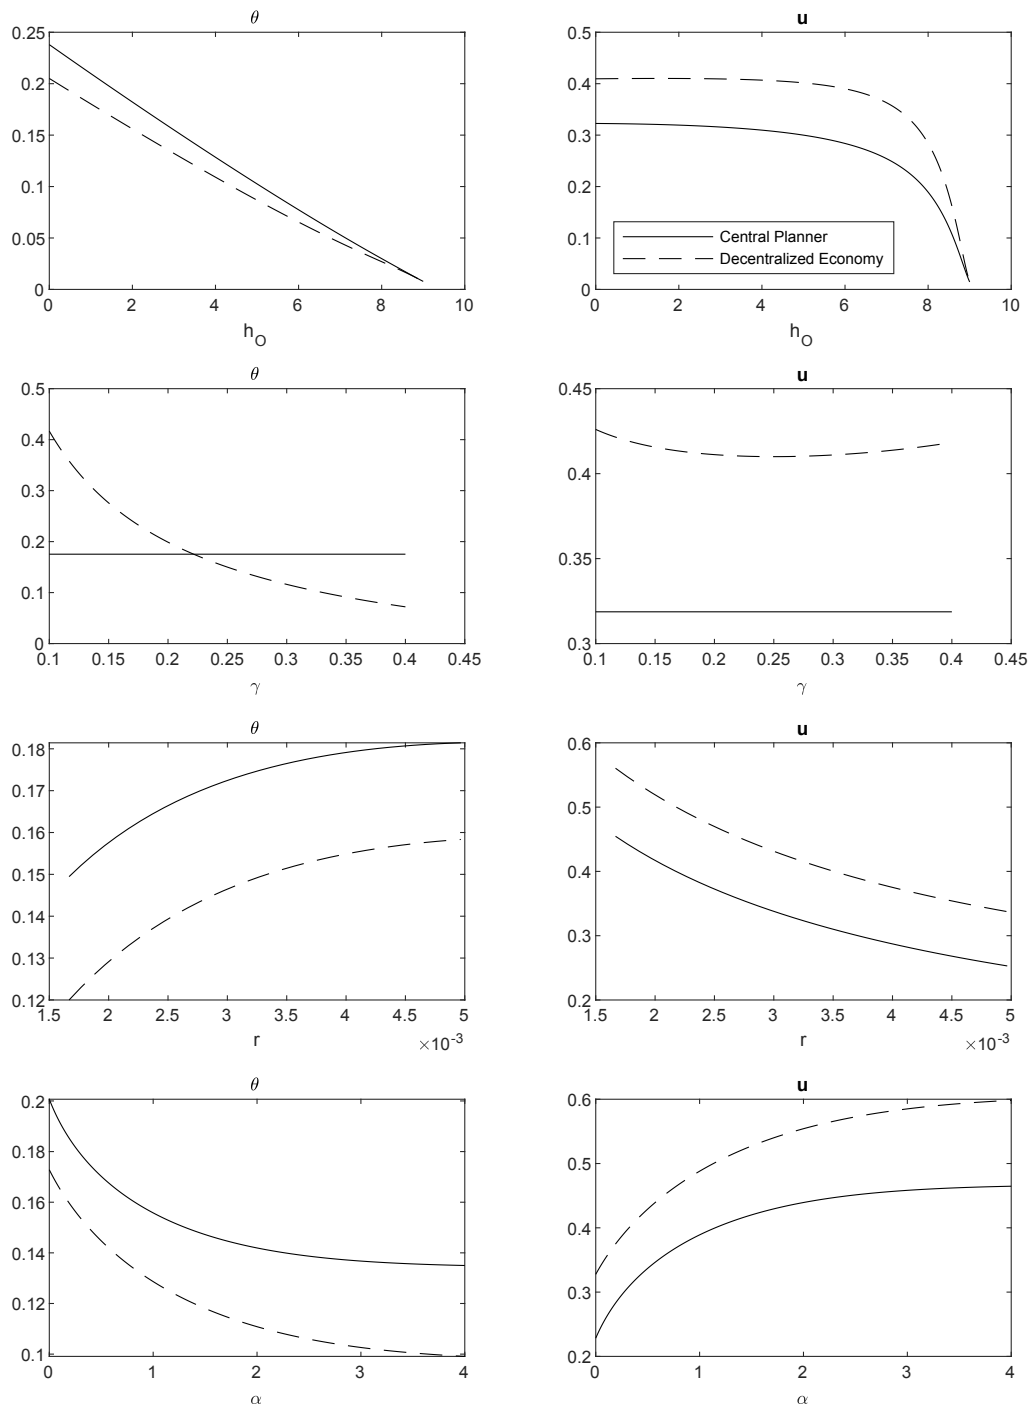 θ
0.25
0.2
0.15
0.1
0.05
0
0 2 4 6 8 10
h_O
u
0.5
0.4
0.3
0.2
0.1
0
Central Planner
Decentralized Economy
0 2 4 6 8 10
h_O
θ
0.5
0.4
0.3
0.2
0.1
0
0.1 0.15 0.2 0.25 0.3 0.35 0.4 0.45
γ
u
0.45
0.4
0.35
0.3
0.1 0.15 0.2 0.25 0.3 0.35 0.4 0.45
γ
θ
0.18
0.17
0.16
0.15
0.14
0.13
0.12
1.5 2 2.5 3 3.5 4 4.5 5
r ×10^-3
u
0.6
0.5
0.4
0.3
0.2
1.5 2 2.5 3 3.5 4 4.5 5
r ×10^-3
θ
0.2
0.18
0.16
0.14
0.12
0.1
0 1 2 3 4
α
u
0.6
0.5
0.4
0.3
0.2
0 1 2 3 4
α